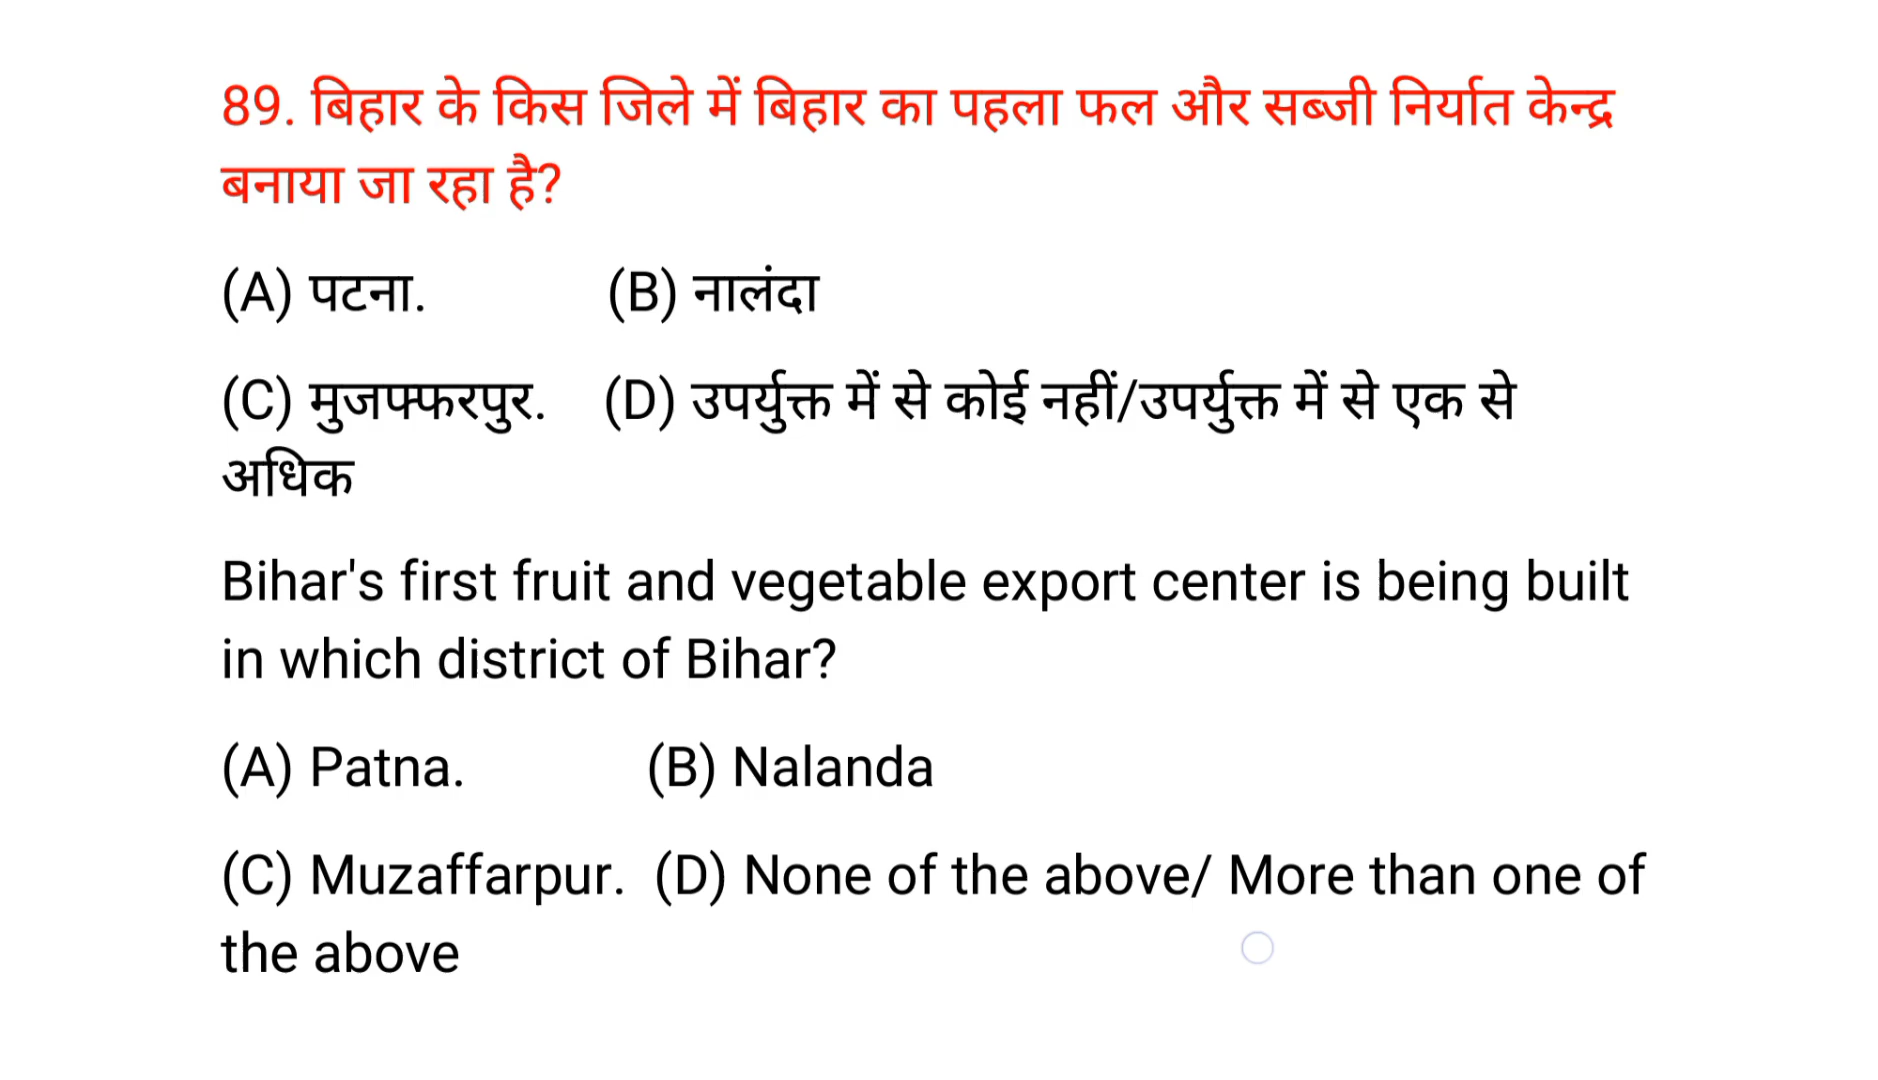 89. बिहार के किस जिले में बिहार का पहला फल और सब्जी निर्यात केन्द्र
बनाया जा रहा है?
(A) पटना. (B) नालंदा
(C) मुजफ्फरपुर. (D) उपर्युक्त में से कोई नहीं/उपर्युक्त में से एक से
अधिक
Bihar's first fruit and vegetable export center is being built
in which district of Bihar?
(A) Patna. (B) Nalanda
(C) Muzaffarpur. (D) None of the above/ More than one of
the above